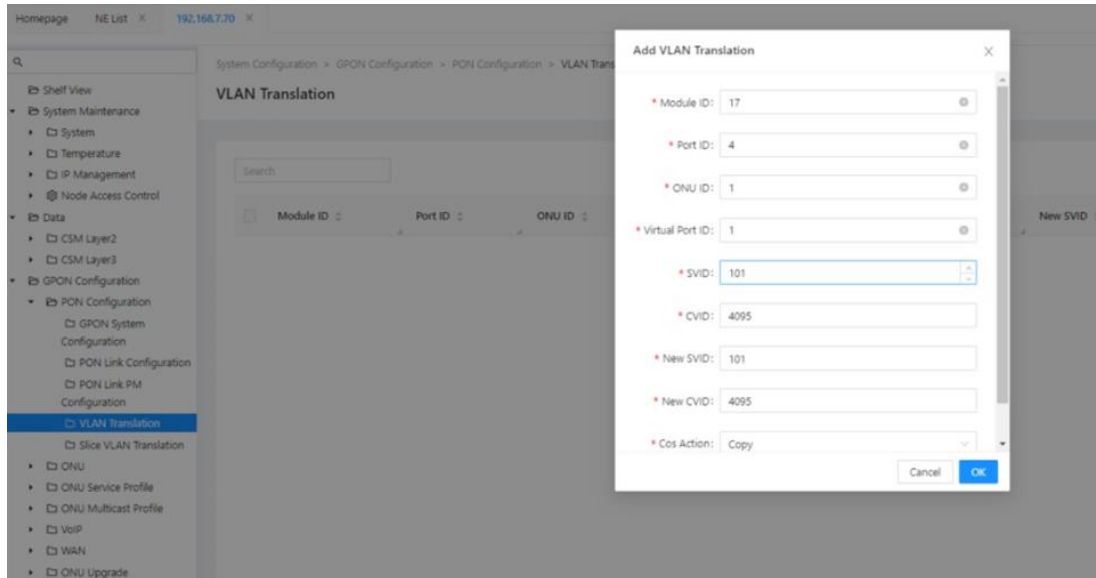 Homepage
NE List
192.168.7.70
Shelf View
System Maintenance
System
Temperature
IP Management
Node Access Control
Data
CSM Layer2
CSM Layer3
GPON Configuration
PON Configuration
GPON System
Configuration
PON Link Configuration
PON Link PM
Configuration
VLAN Translation
Slice VLAN Translation
ONU
ONU Service Profile
ONU Multicast Profile
VoIP
WAN
ONU Upgrade
System Configuration > GPON Configuration > PON Configuration > VLAN Trans
VLAN Translation
Search
Module ID Port ID ONU ID New SVID
Add VLAN Translation
* Module ID: 17
* Port ID: 4
* ONU ID: 1
* Virtual Port ID: 1
* SVID: 101
* CVID: 4095
* New SVID: 101
* New CVID: 4095
* Cos Action: Copy
Cancel OK